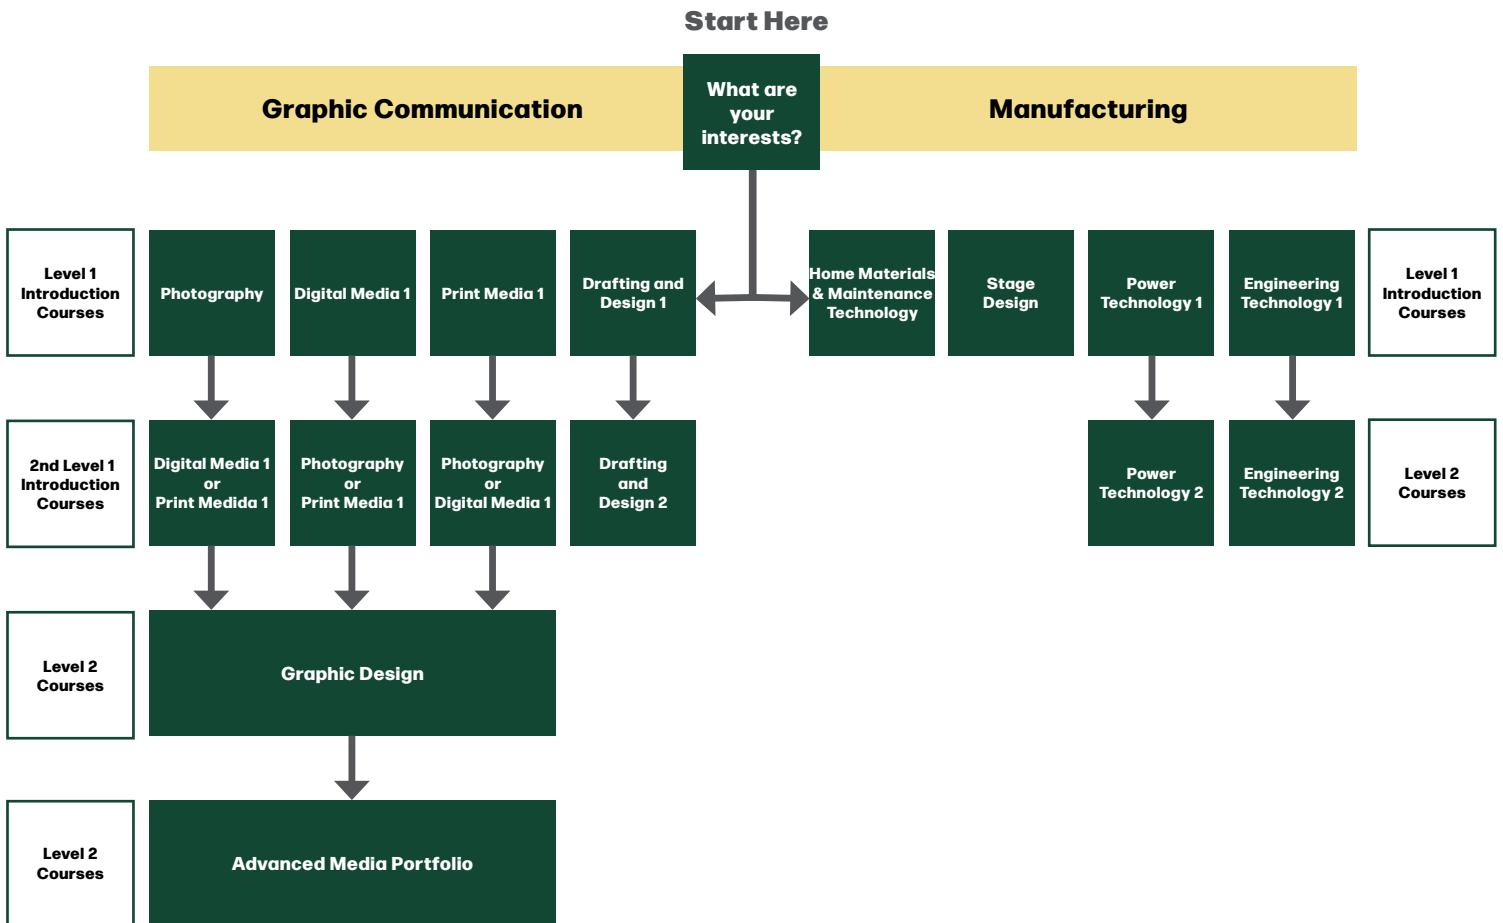 Start Here
Graphic Communication
What are
your
interests?
Manufacturing
Level 1
Introduction
Courses
Photography
Digital Media 1
Print Media 1
Drafting and
Design 1
Home Materials
& Maintenance
Technology
Stage
Design
Power
Technology 1
Engineering
Technology 1
Level 1
Introduction
Courses
2nd Level 1
Introduction
Courses
Digital Media 1
or
Print Medida 1
Photography
or
Print Media 1
Photography
or
Digital Media 1
Drafting
and
Design 2
Power
Technology 2
Engineering
Technology 2
Level 2
Courses
Level 2
Courses
Graphic Design
Level 2
Courses
Advanced Media Portfolio